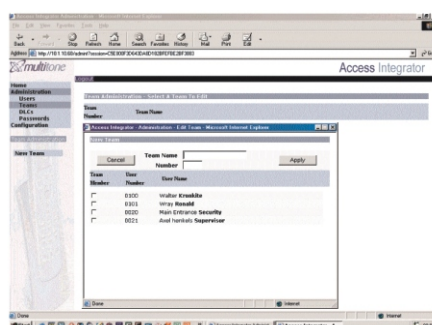 Access Integrator Administration - Microsoft Internet Explorer
File Edit View Favorites Tools Help
Back Stop Refresh Home Search Favorites History Mail Print Edit
Address
multitone
Access Integrator
Logout
Home
Administration
Users
Teams
DLCs
Passwords
Configuration
New Team
Team Administration - Select A Team To Edit
Team Number Team Name
Access Integrator - Administration - Edit Team - Microsoft Internet Explorer
New Team
Cancel Team Name Apply
Number
Team Member User Number User Name
0100 Walter Kronkite
0101 Wray Ronald
0020 Main Entrance Security
0021 Axel henkels Supervisor
Done Internet
Done Internet